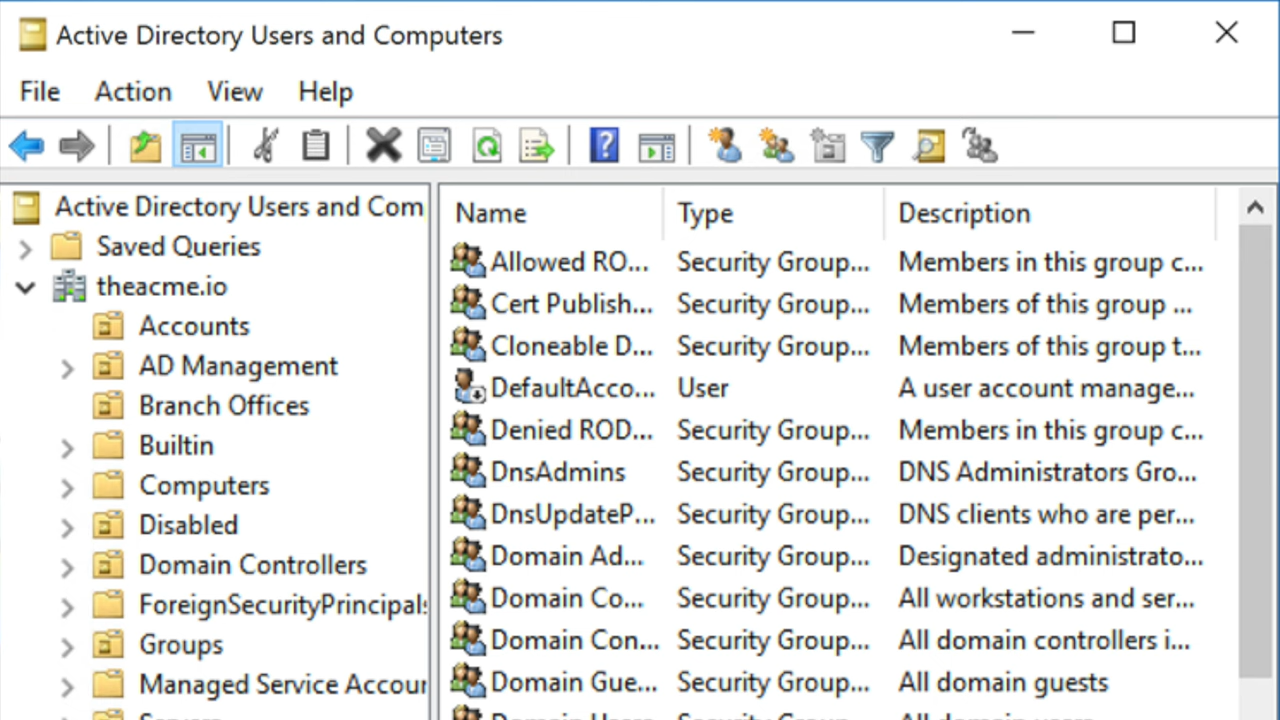 Active Directory Users and Computers
File Action View Help
Active Directory Users and Com
Saved Queries
theacme.io
Accounts
AD Management
Branch Offices
Builtin
Computers
Disabled
Domain Controllers
ForeignSecurityPrincipals
Groups
Managed Service Accour
Name Type Description
Allowed RO... Security Group... Members in this group c...
Cert Publish... Security Group... Members of this group ...
Cloneable D... Security Group... Members of this group t...
DefaultAcco... User A user account manage...
Denied ROD... Security Group... Members in this group c...
DnsAdmins Security Group... DNS Administrators Gro...
DnsUpdateP... Security Group... DNS clients who are per...
Domain Ad... Security Group... Designated administrato...
Domain Co... Security Group... All workstations and ser...
Domain Con... Security Group... All domain controllers i...
Domain Gue... Security Group... All domain guests